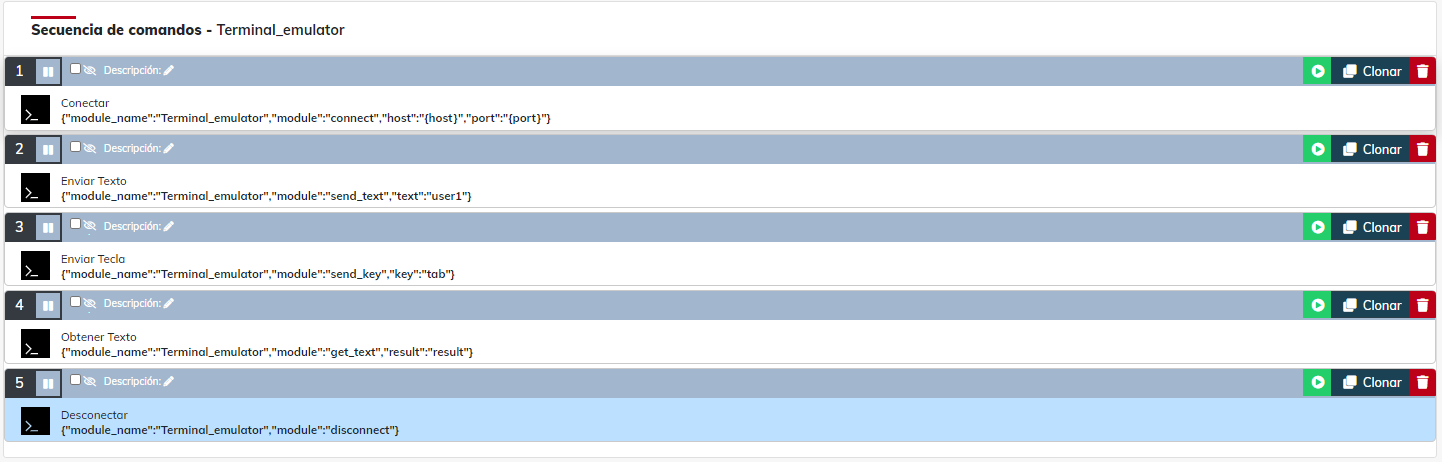 Secuencia de comandos - Terminal_emulator
1 Descripción: Clonar
Conectar
{"module_name":"Terminal_emulator","module":"connect","host":"{host}","port":"{port}"}
2 Descripción: Clonar
Enviar Texto
{"module_name":"Terminal_emulator","module":"send_text","text":"user1"}
3 Descripción: Clonar
Enviar Tecla
{"module_name":"Terminal_emulator","module":"send_key","key":"tab"}
4 Descripción: Clonar
Obtener Texto
{"module_name":"Terminal_emulator","module":"get_text","result":"result"}
5 Descripción: Clonar
Desconectar
{"module_name":"Terminal_emulator","module":"disconnect"}